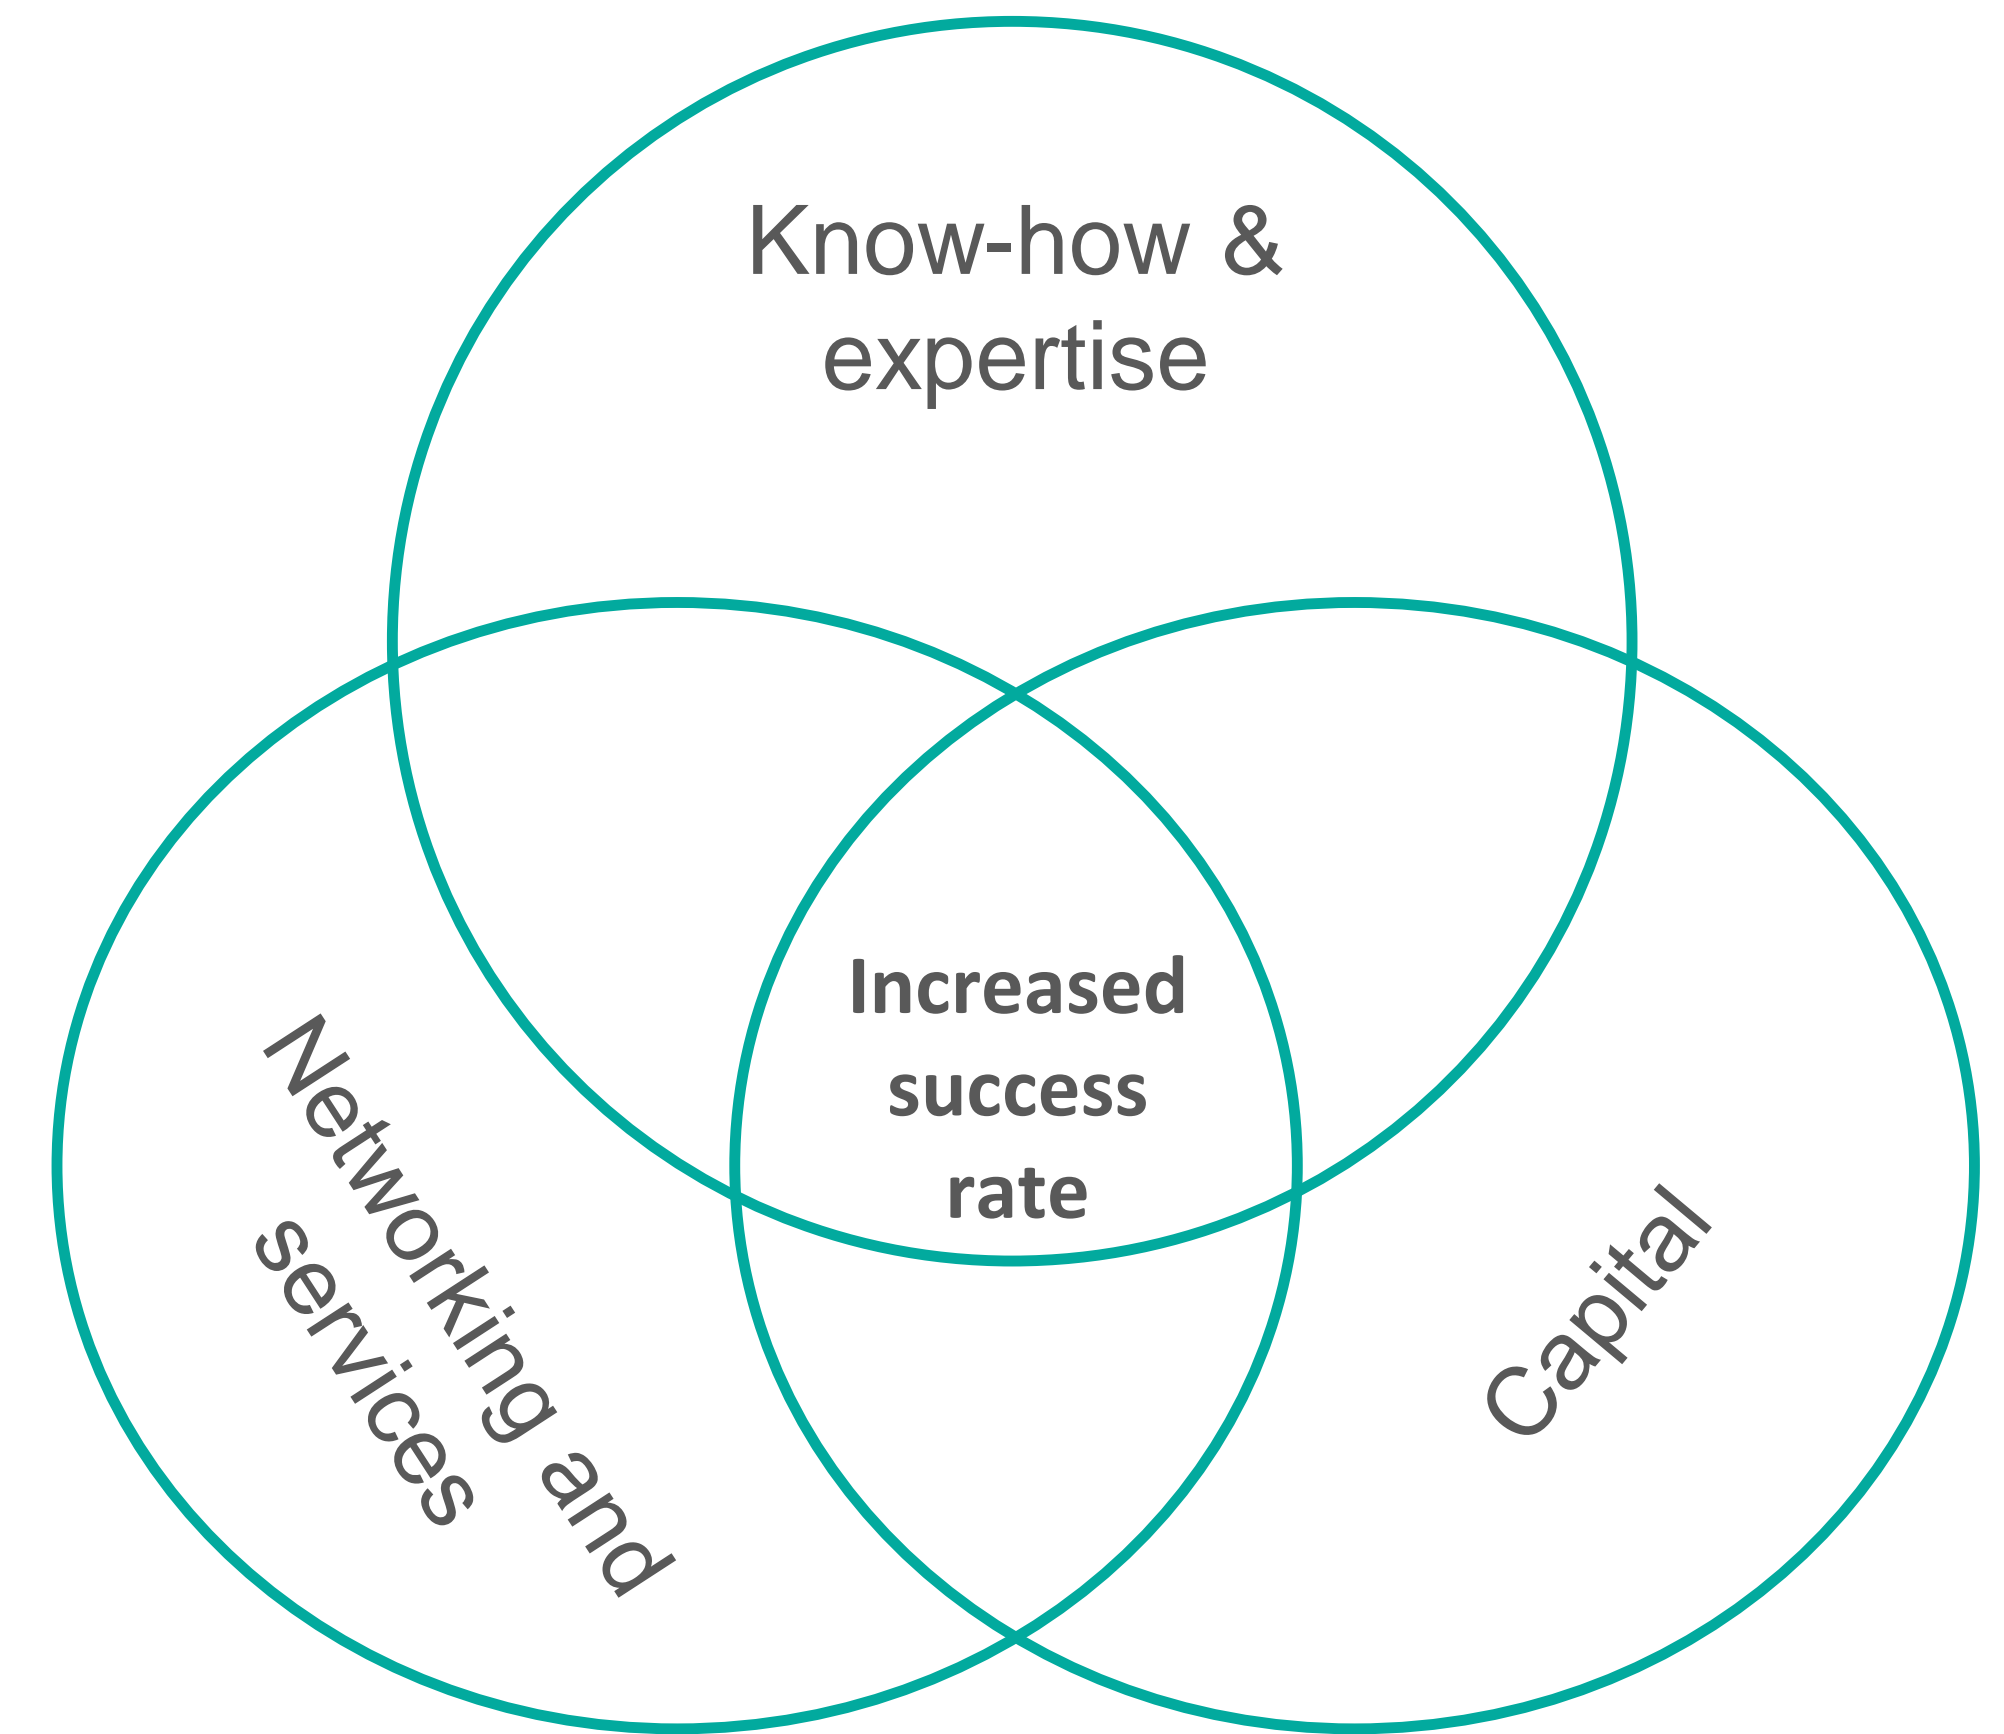 Know-how &
expertise
Increased
success
rate
Networking and
services
Capital